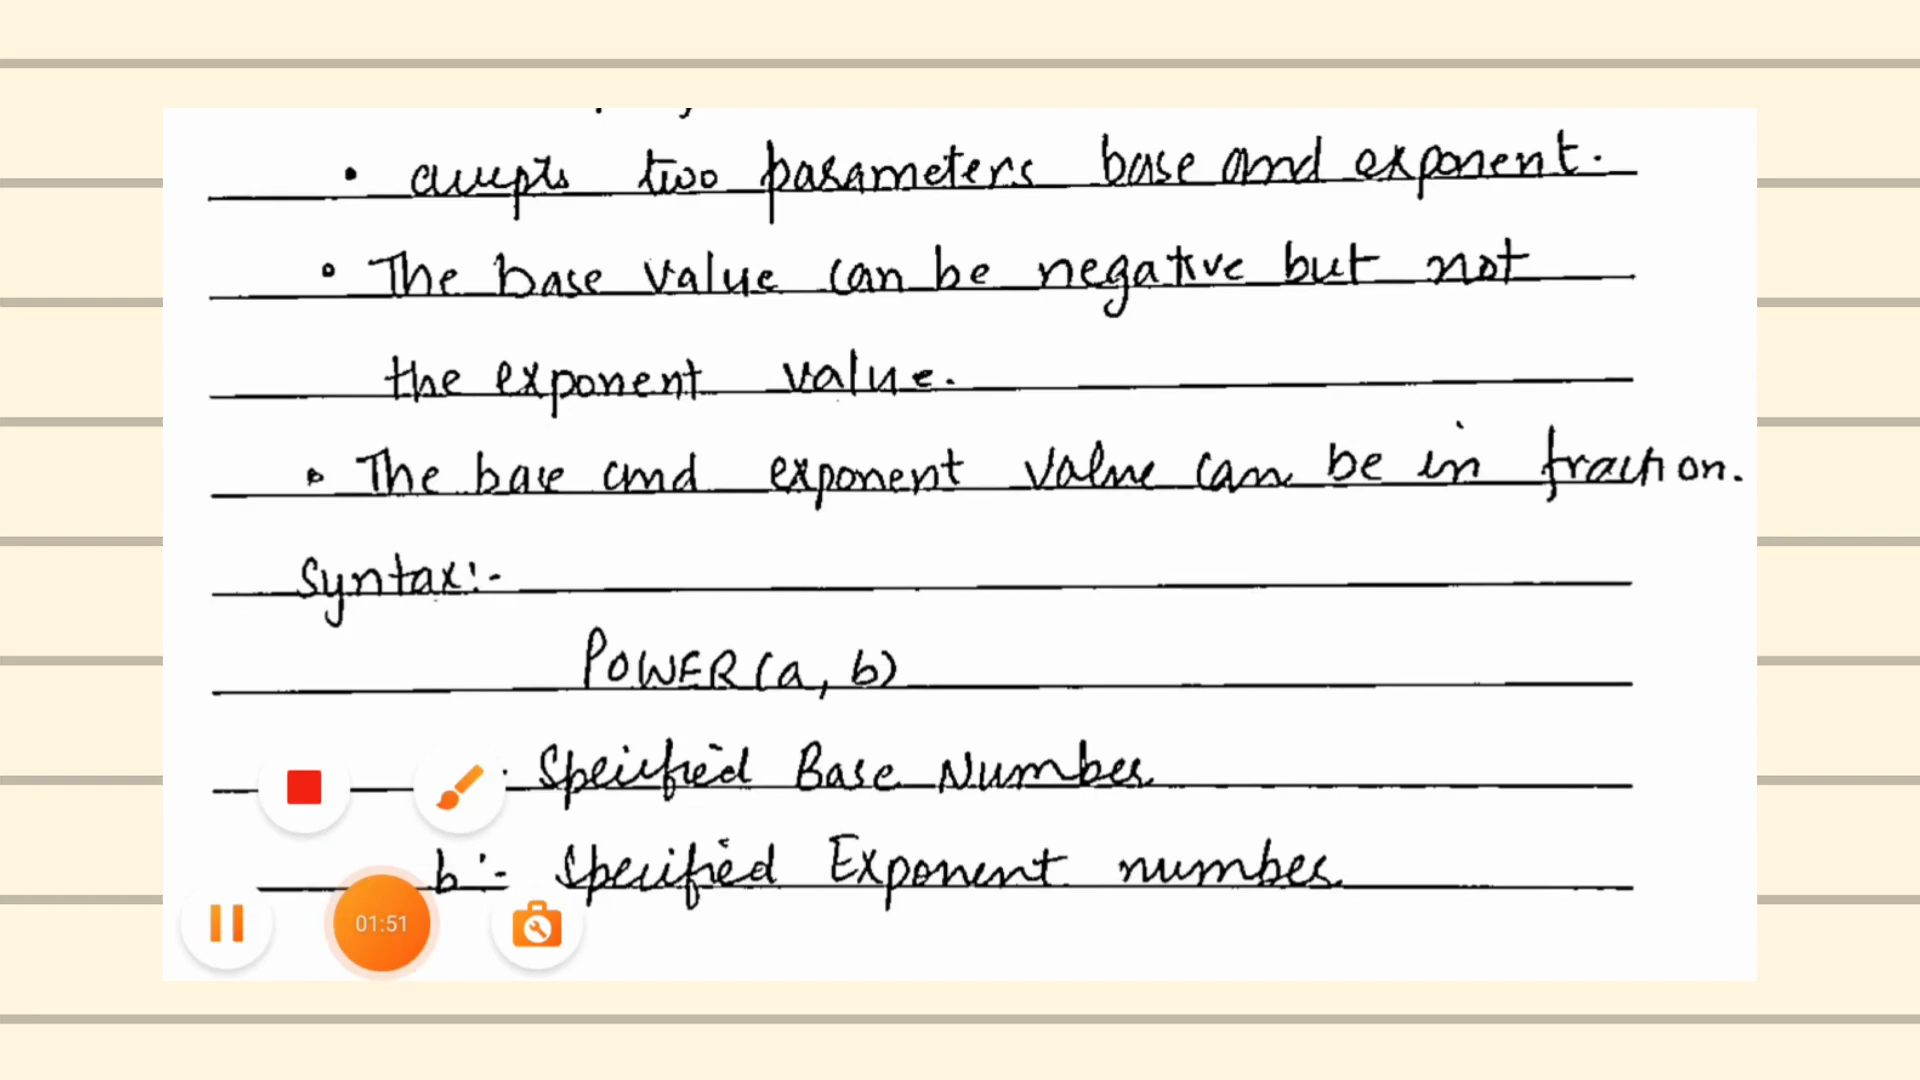 • accepts two parameters base and exponent.
• The base value can be negative but not
the exponent value.
• The base and exponent value can be in fraction.
Syntax:-
POWER(a, b)
: Specified Base Number
b:- Specified Exponent number
01:51